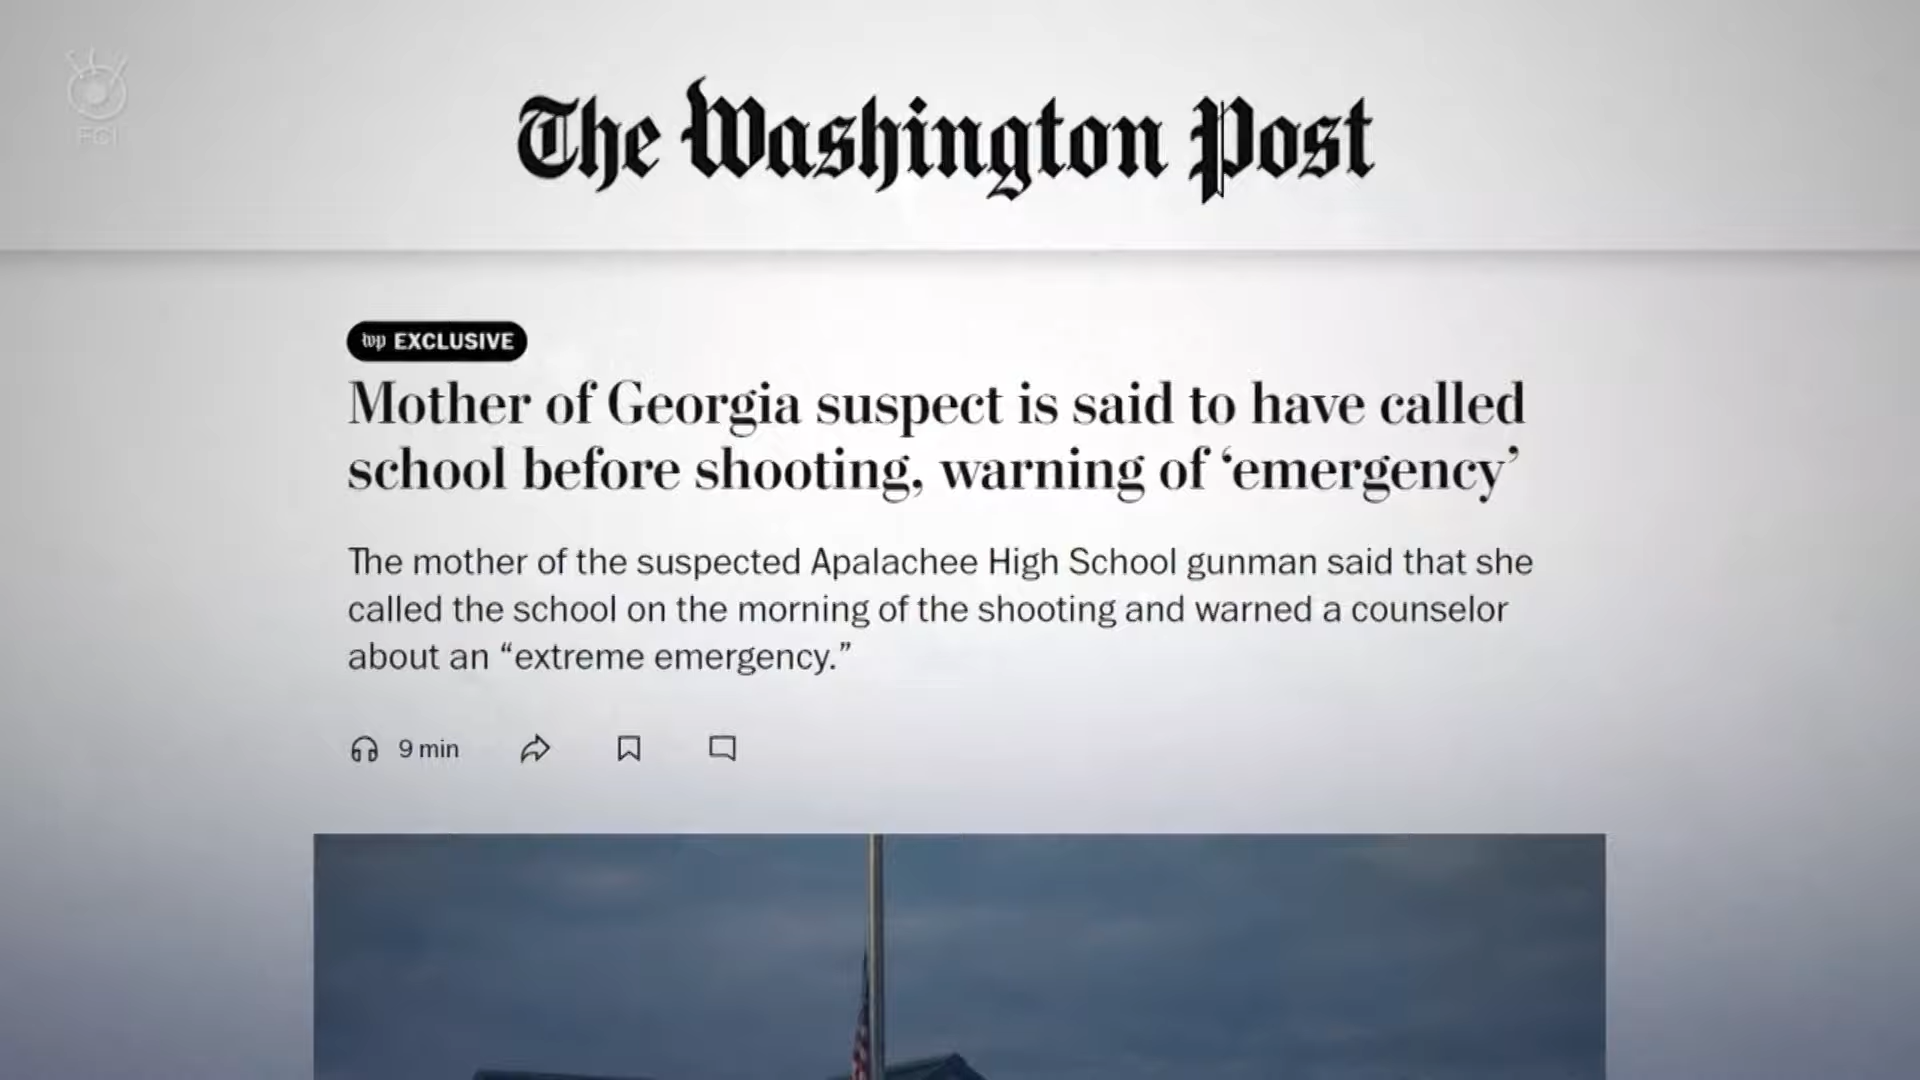 FCI
The Washington Post
wp EXCLUSIVE
Mother of Georgia suspect is said to have called
school before shooting, warning of ‘emergency’
The mother of the suspected Apalachee High School gunman said that she
called the school on the morning of the shooting and warned a counselor
about an “extreme emergency.”
9 min